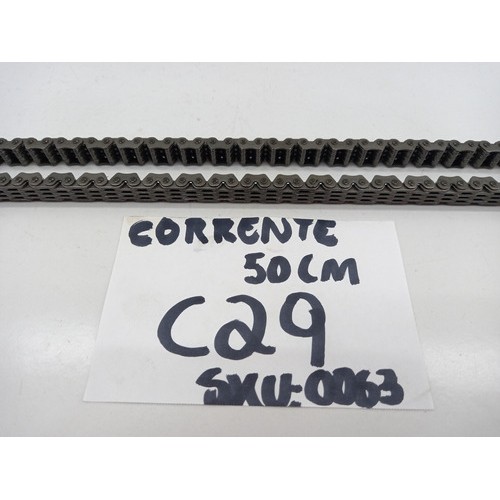 CORRENTE
50CM
C29
SKU:0063